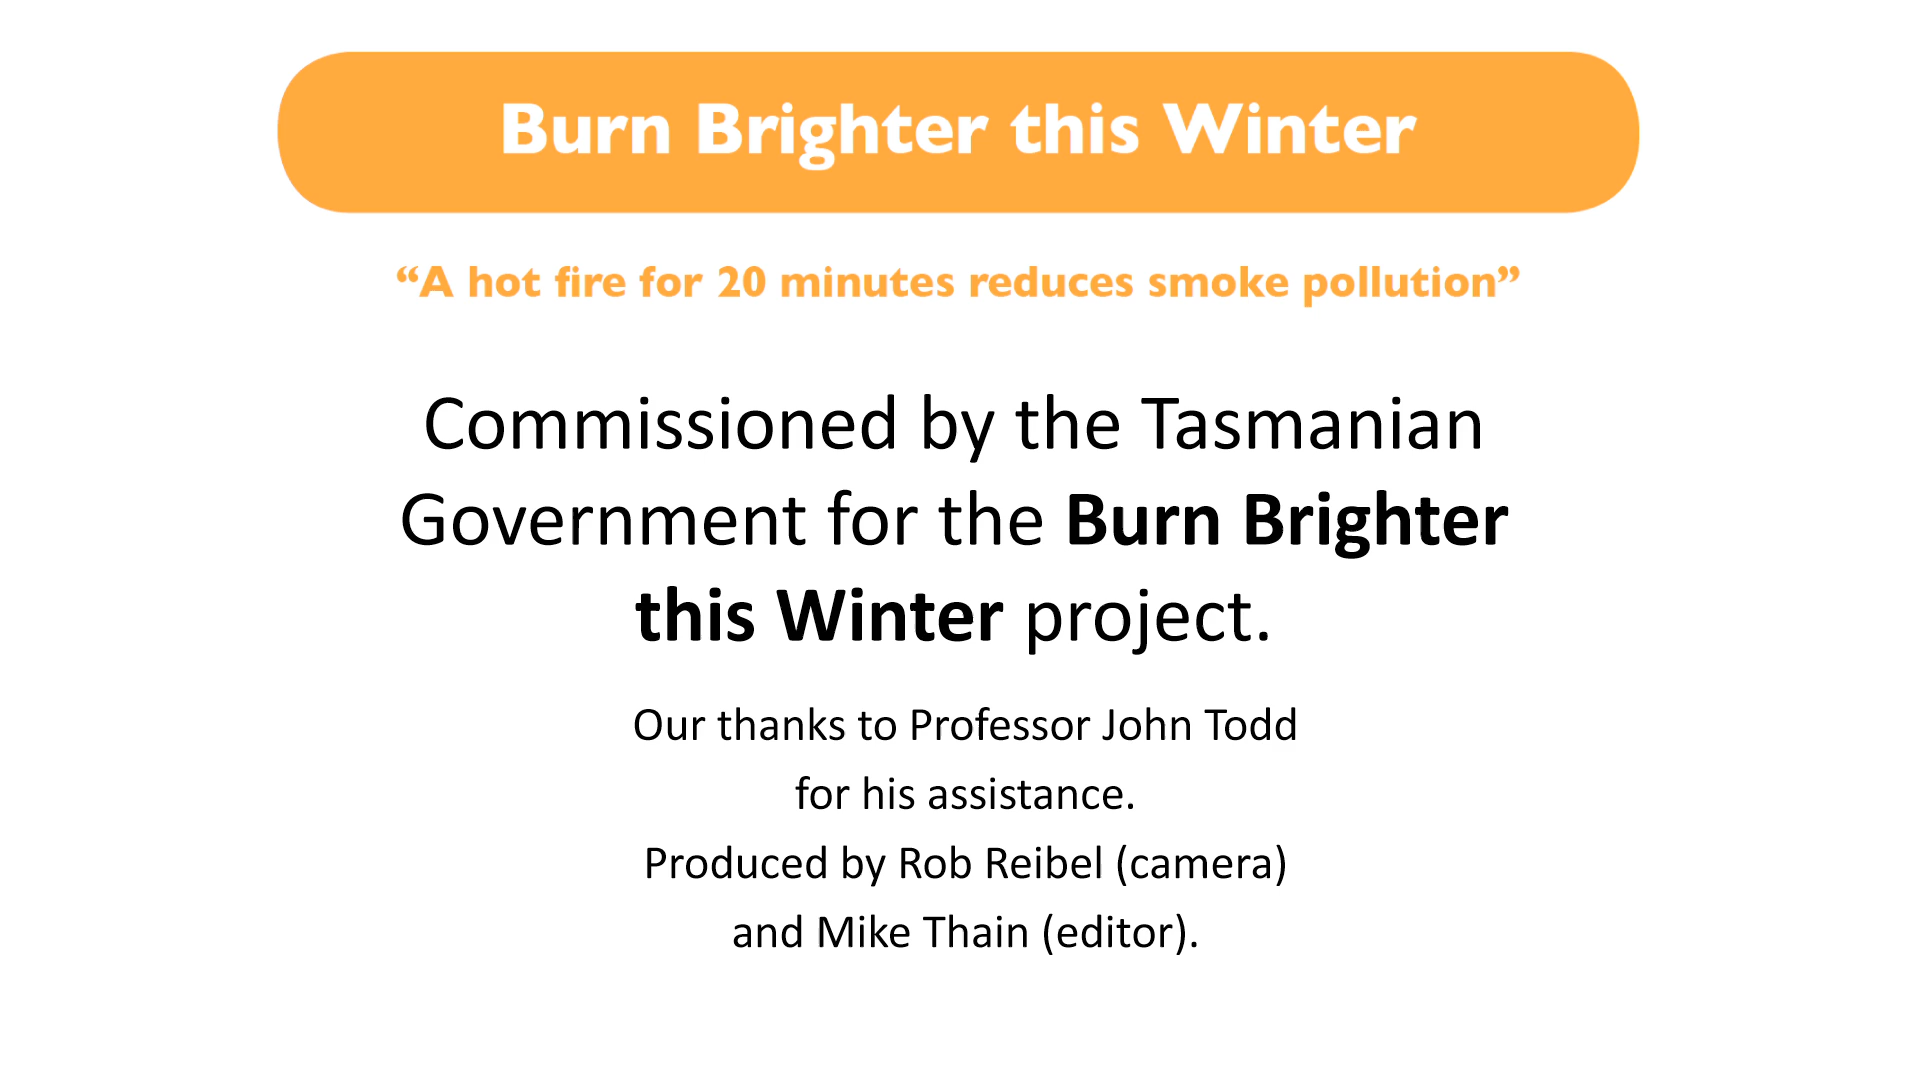 Burn Brighter this Winter
“A hot fire for 20 minutes reduces smoke pollution”
Commissioned by the Tasmanian
Government for the Burn Brighter
this Winter project.
Our thanks to Professor John Todd
for his assistance.
Produced by Rob Reibel (camera)
and Mike Thain (editor).